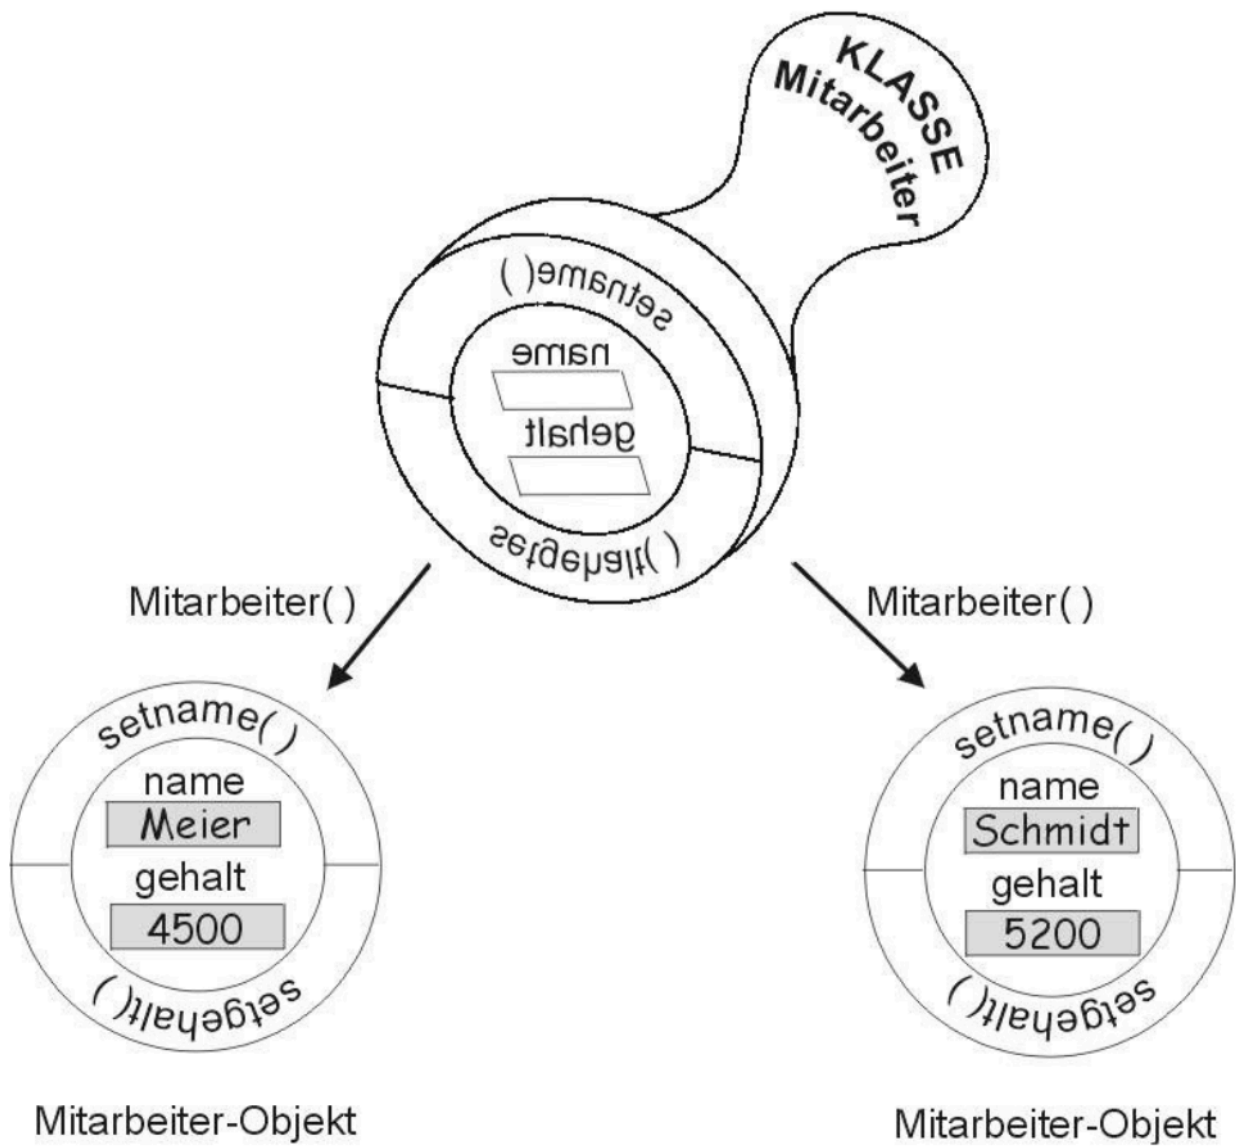 KLASSE
Mitarbeiter
setname( )
name
gehalt
setgehalt( )
Mitarbeiter( )
Mitarbeiter( )
setname( )
name
Meier
gehalt
4500
setgehalt( )
Mitarbeiter-Objekt
setname( )
name
Schmidt
gehalt
5200
setgehalt( )
Mitarbeiter-Objekt